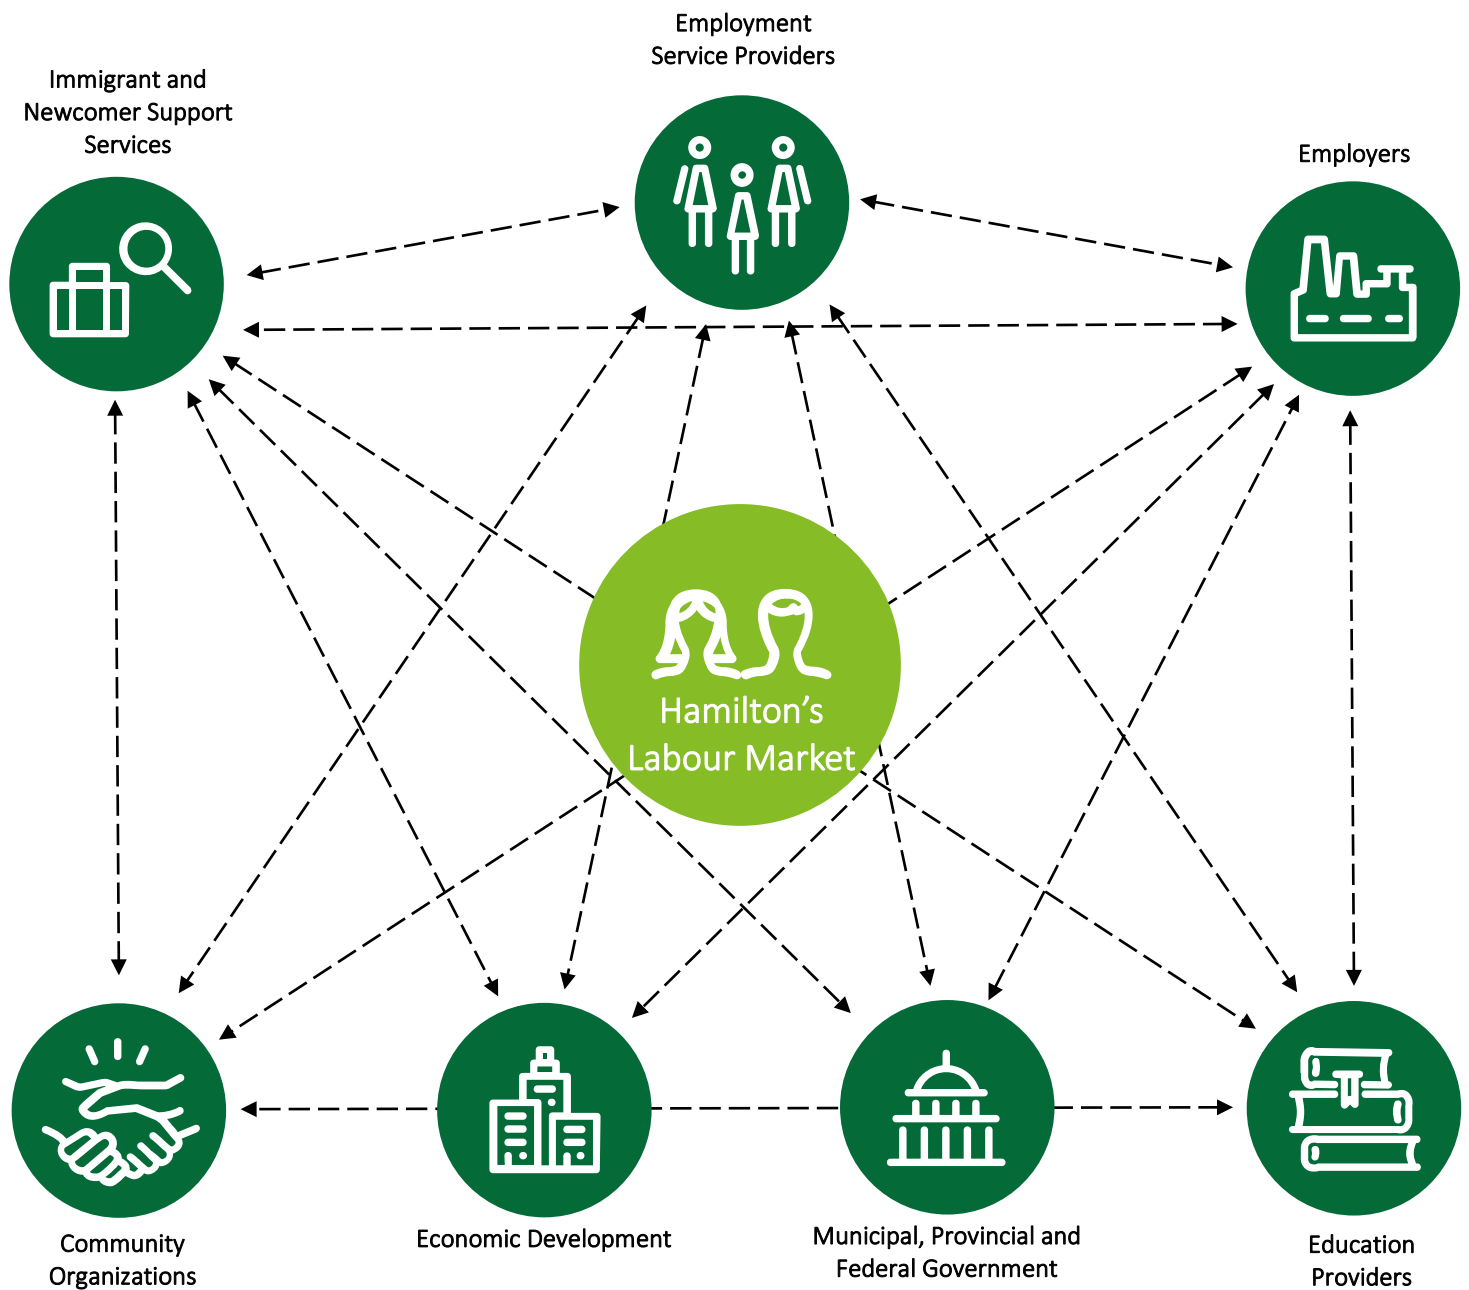 Employment
Service Providers
Immigrant and
Newcomer Support
Services
Employers
Hamilton’s
Labour Market
Community
Organizations
Economic Development
Municipal, Provincial and
Federal Government
Education
Providers